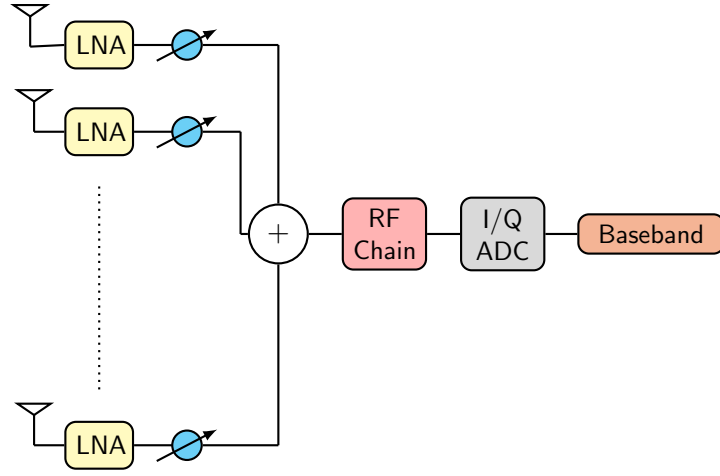 LNA
LNA
+
RF
Chain
I/Q
ADC
Baseband
LNA